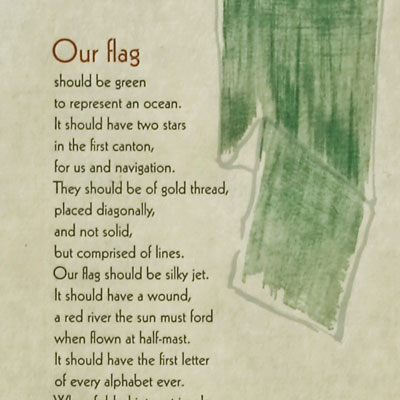 Our flag
should be green
to represent an ocean.
It should have two stars
in the first canton,
for us and navigation.
They should be of gold thread,
placed diagonally,
and not solid,
but comprised of lines.
Our flag should be silky jet.
It should have a wound,
a red river the sun must ford
when flown at half-mast.
It should have the first letter
of every alphabet ever.